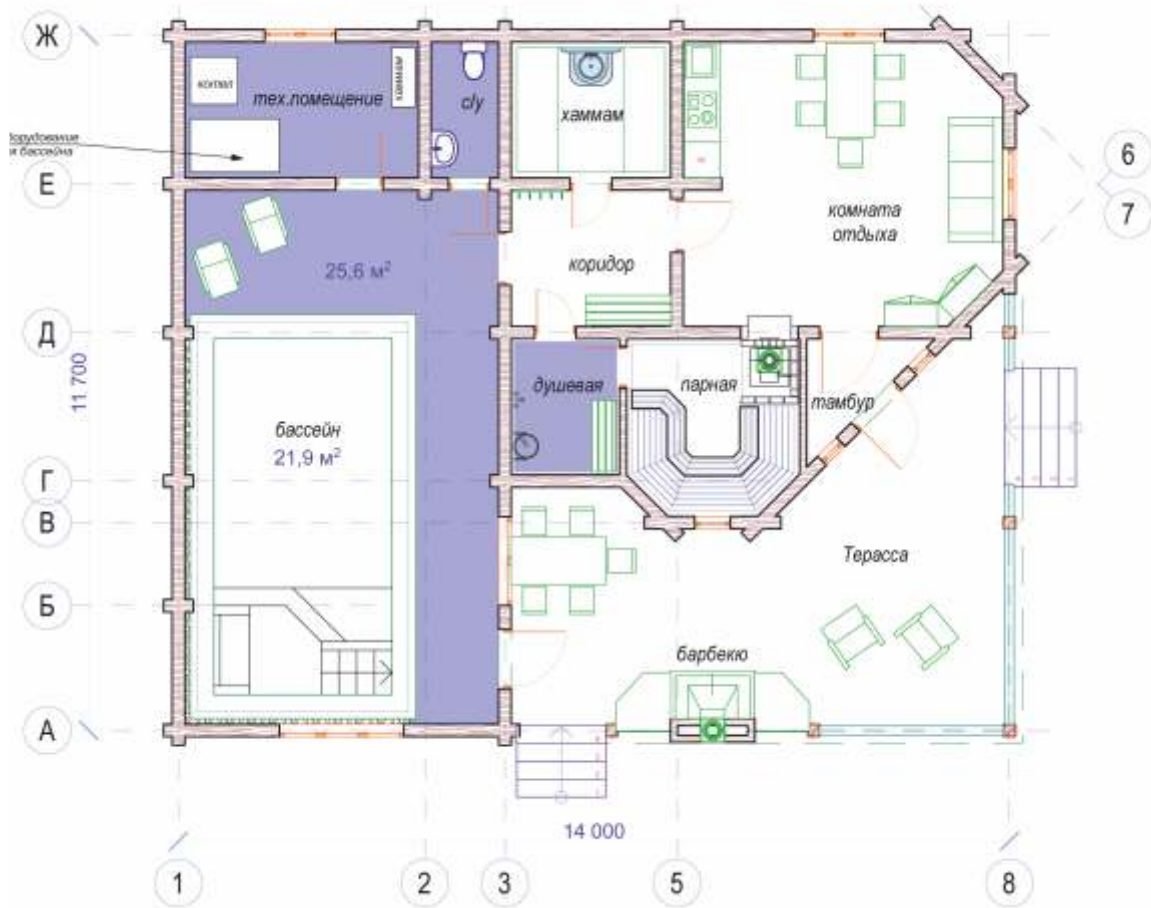 Ж
котел
тех.помещение
хаммам
с/у
хаммам
бассейна
Е
6
7
комната
отдыха
25,6 м²
коридор
Д
11 700
душевая
парная
тамбур
бассейн
21,9 м²
Г
В
Терасса
Б
барбекю
А
14 000
1
2
3
5
8